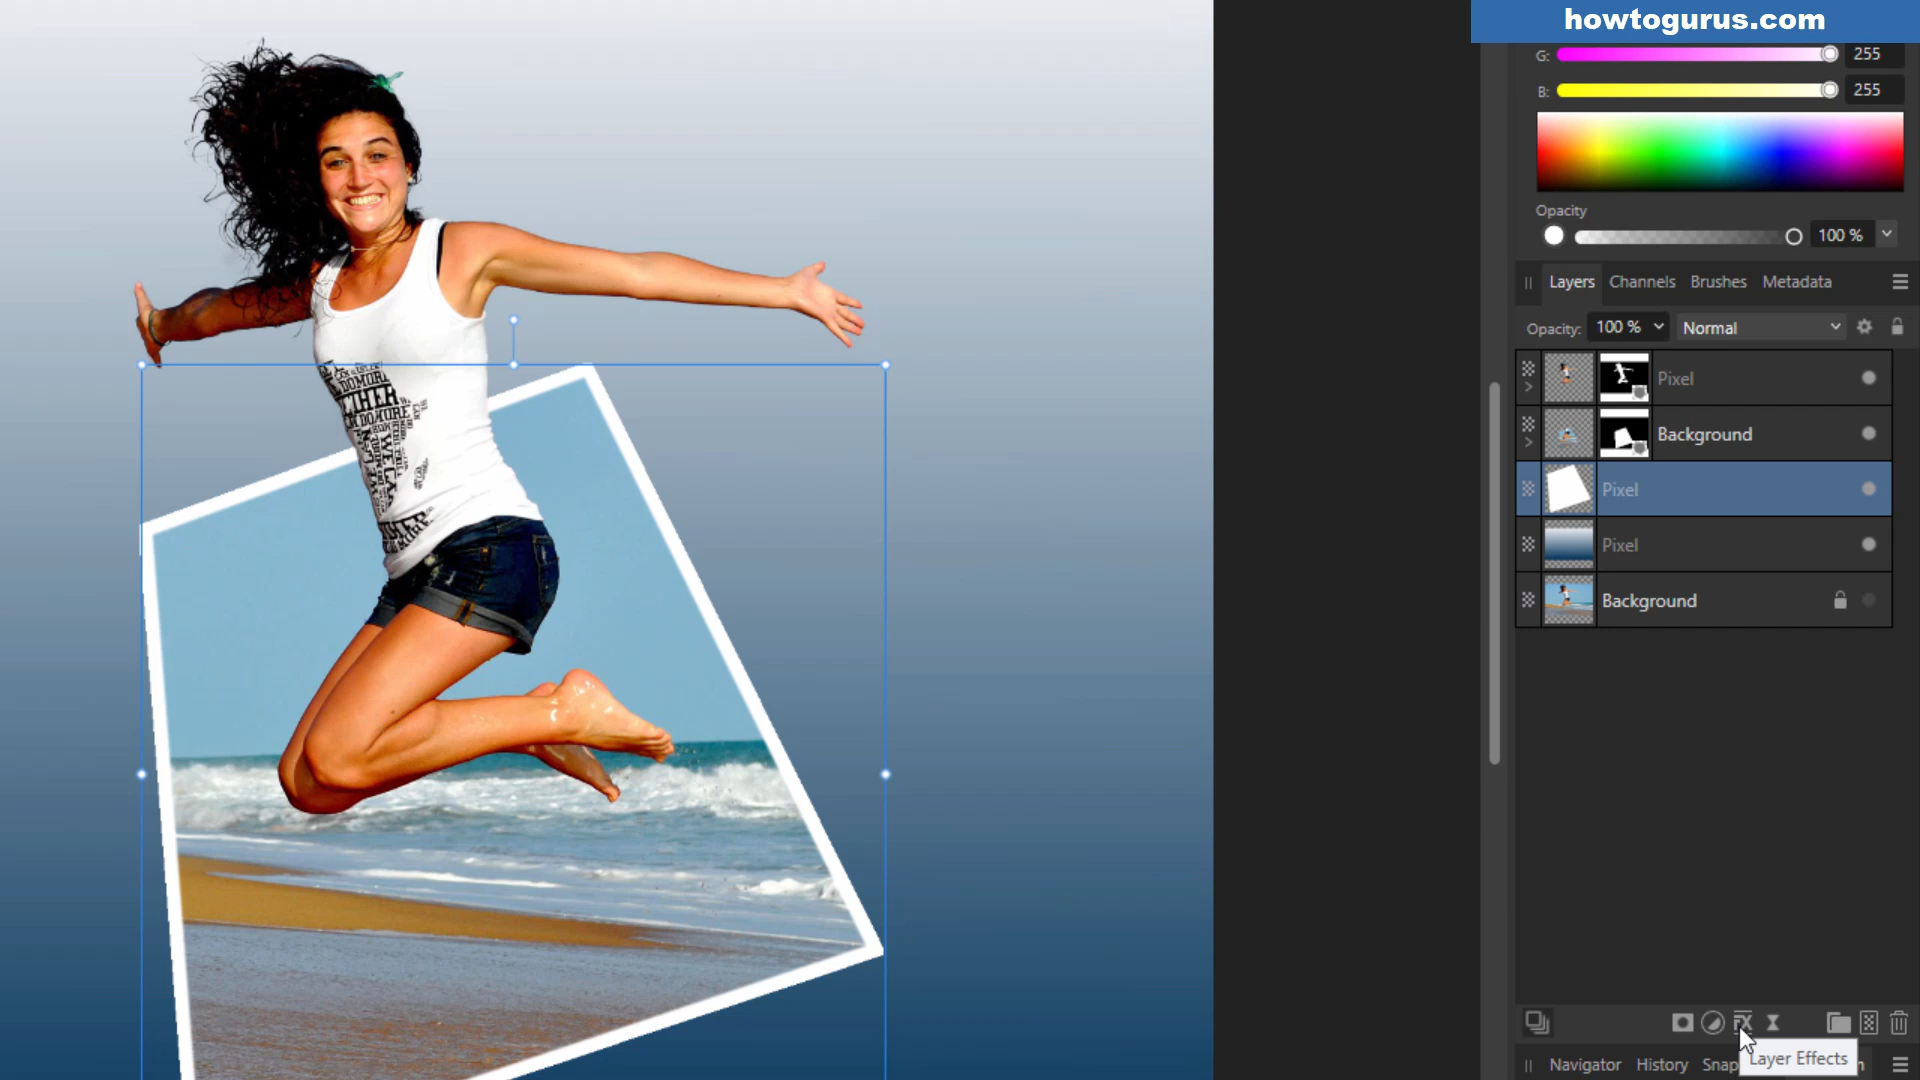 howtogurus.com
G: 255
B: 255
Opacity
100 %
Layers Channels Brushes Metadata
Opacity: 100 % Normal
Pixel
Background
Pixel
Pixel
Background
DOMORE
Layer Effects
Navigator History Snap